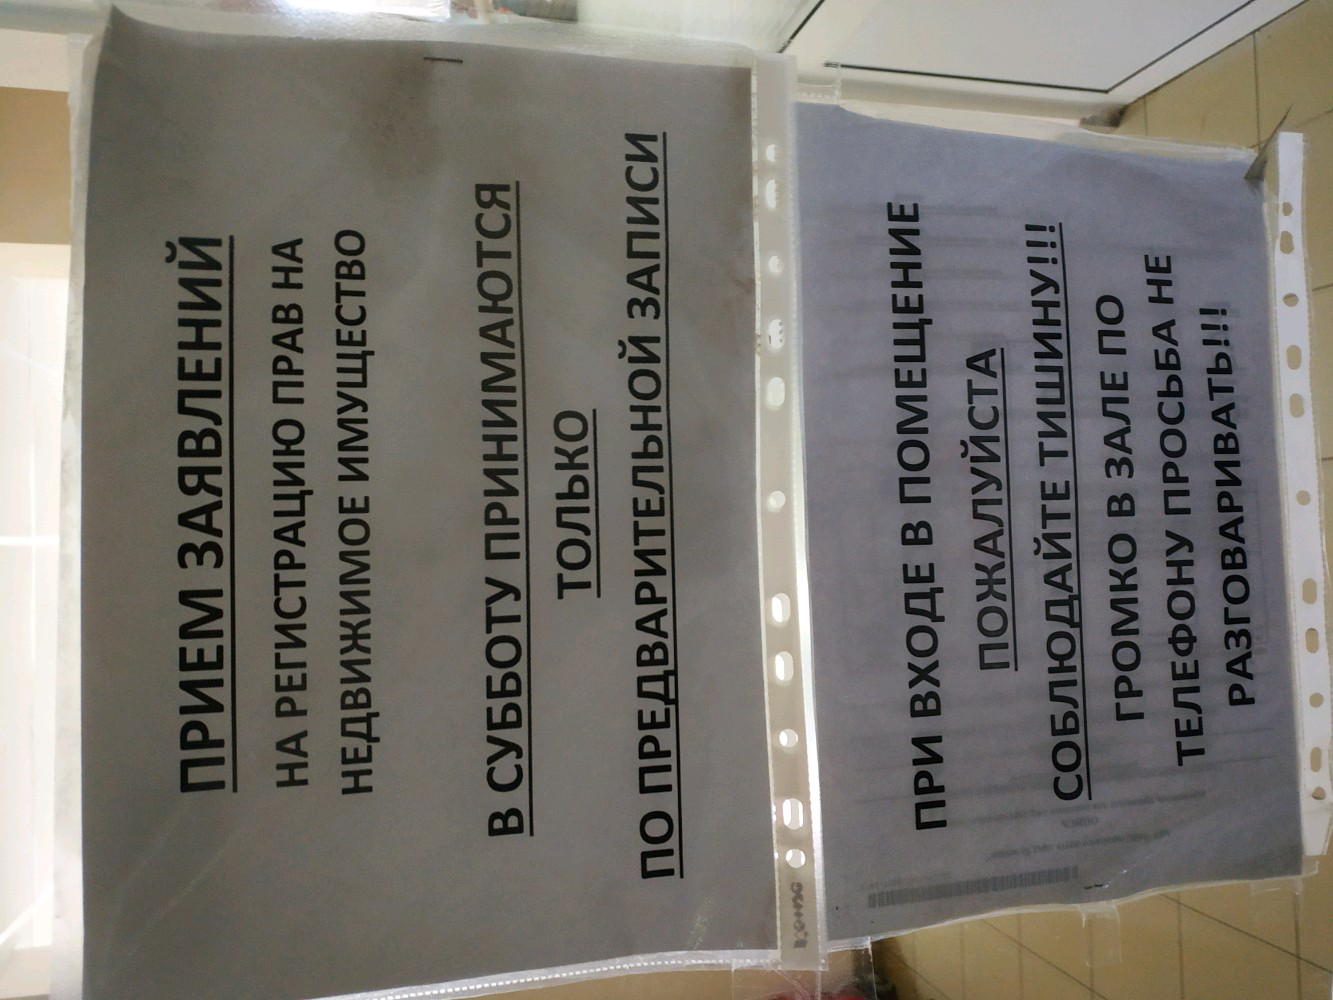 ПРИЕМ ЗАЯВЛЕНИЙ
НА РЕГИСТРАЦИЮ ПРАВ НА
НЕДВИЖИМОЕ ИМУЩЕСТВО
В СУББОТУ ПРИНИМАЮТСЯ
ТОЛЬКО
ПО ПРЕДВАРИТЕЛЬНОЙ ЗАПИСИ
ПРИ ВХОДЕ В ПОМЕЩЕНИЕ
ПОЖАЛУЙСТА
СОБЛЮДАЙТЕ ТИШИНУ!!!
ГРОМКО В ЗАЛЕ ПО
ТЕЛЕФОНУ ПРОСЬБА НЕ
РАЗГОВАРИВАТЬ!!!